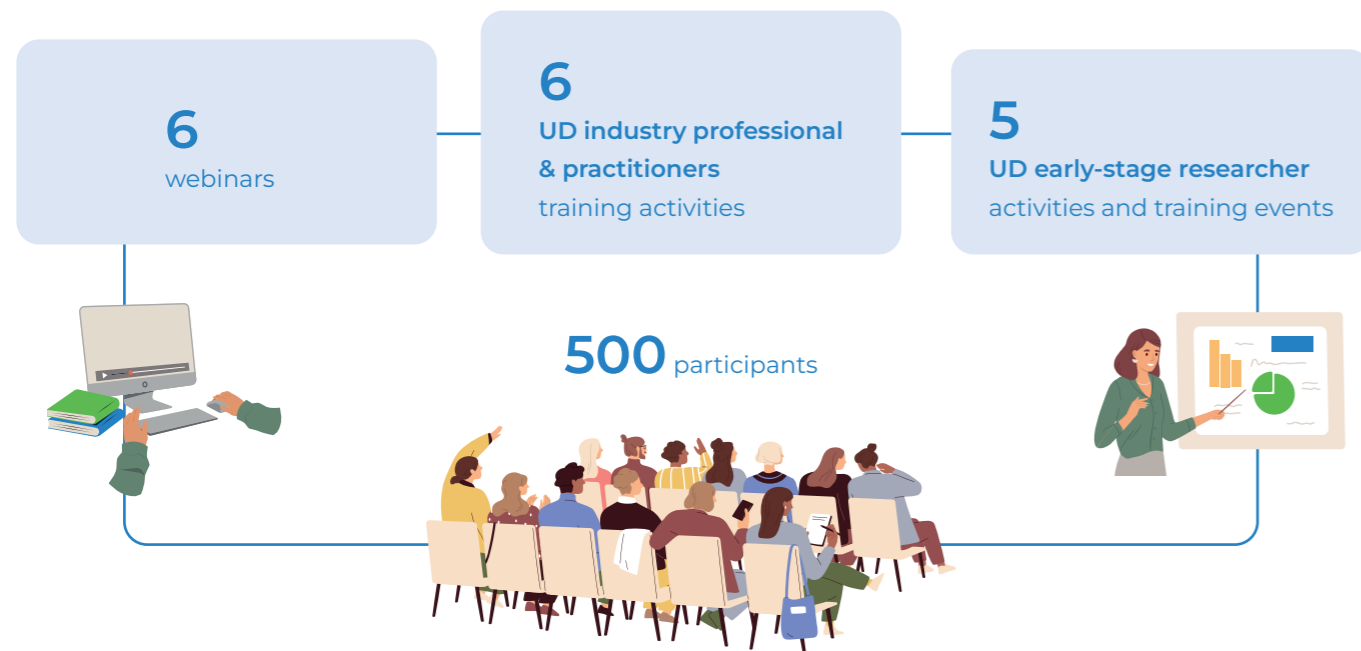 6
webinars
6
UD industry professional
& practitioners
training activities
5
UD early-stage researcher
activities and training events
500 participants